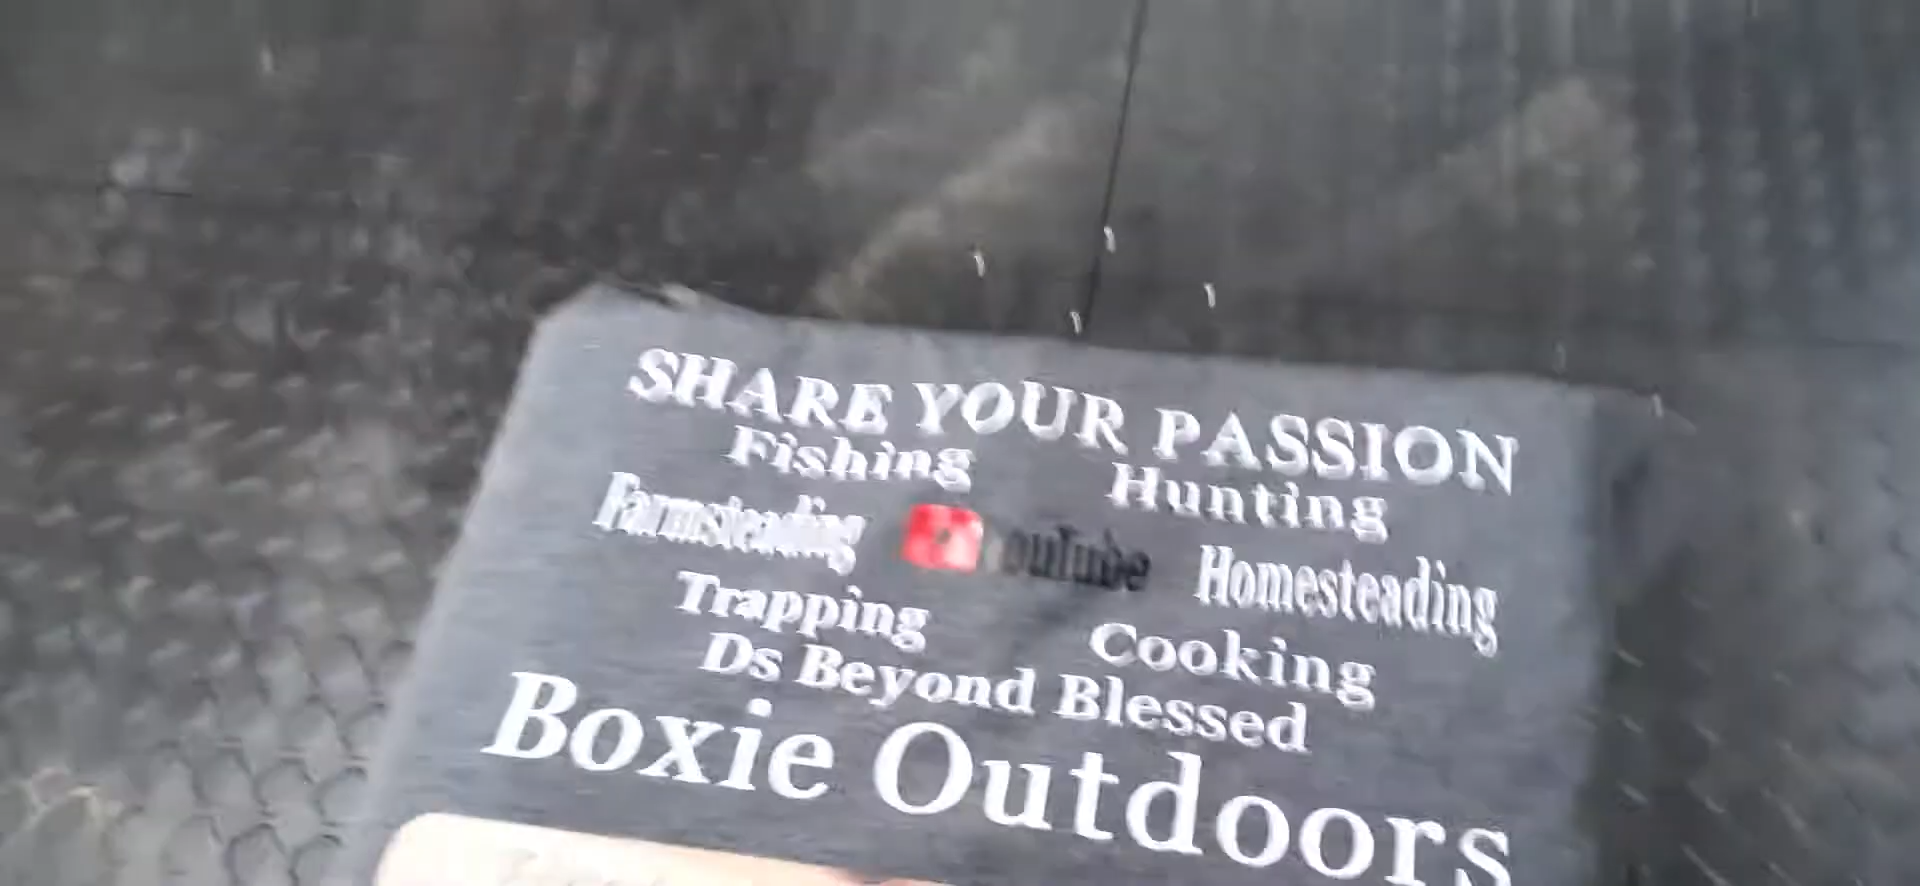 SHARE YOUR PASSION
Fishing Hunting
Farmsteading YouTube Homesteading
Trapping Cooking
Ds Beyond Blessed
Boxie Outdoors